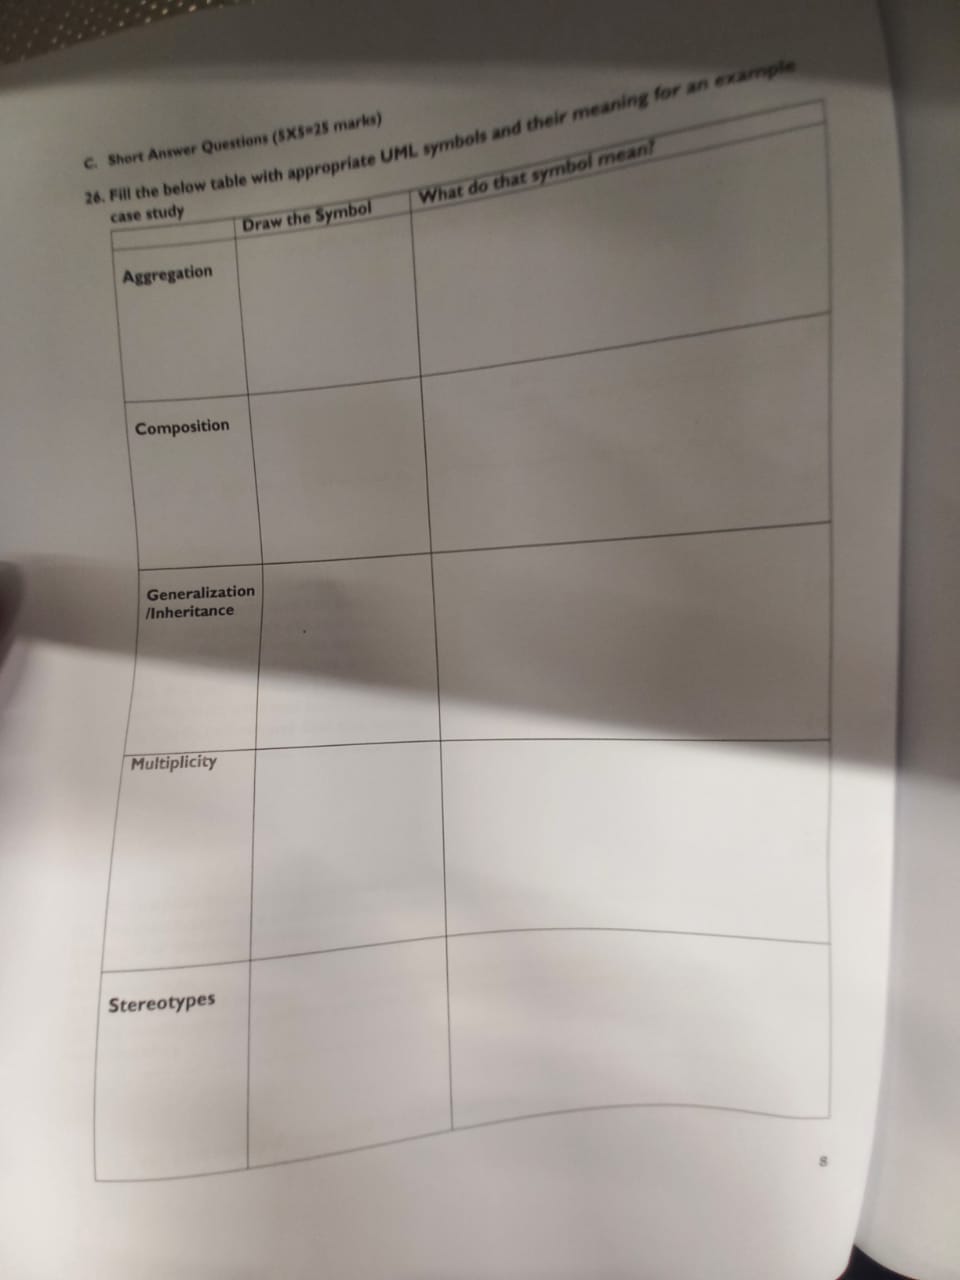 C. Short Answer Questions (5X5=25 marks)
26. Fill the below table with appropriate UML symbols and their meaning for an example
case study
Draw the Symbol
What do that symbol mean?
Aggregation
Composition
Generalization
/Inheritance
Multiplicity
Stereotypes
8